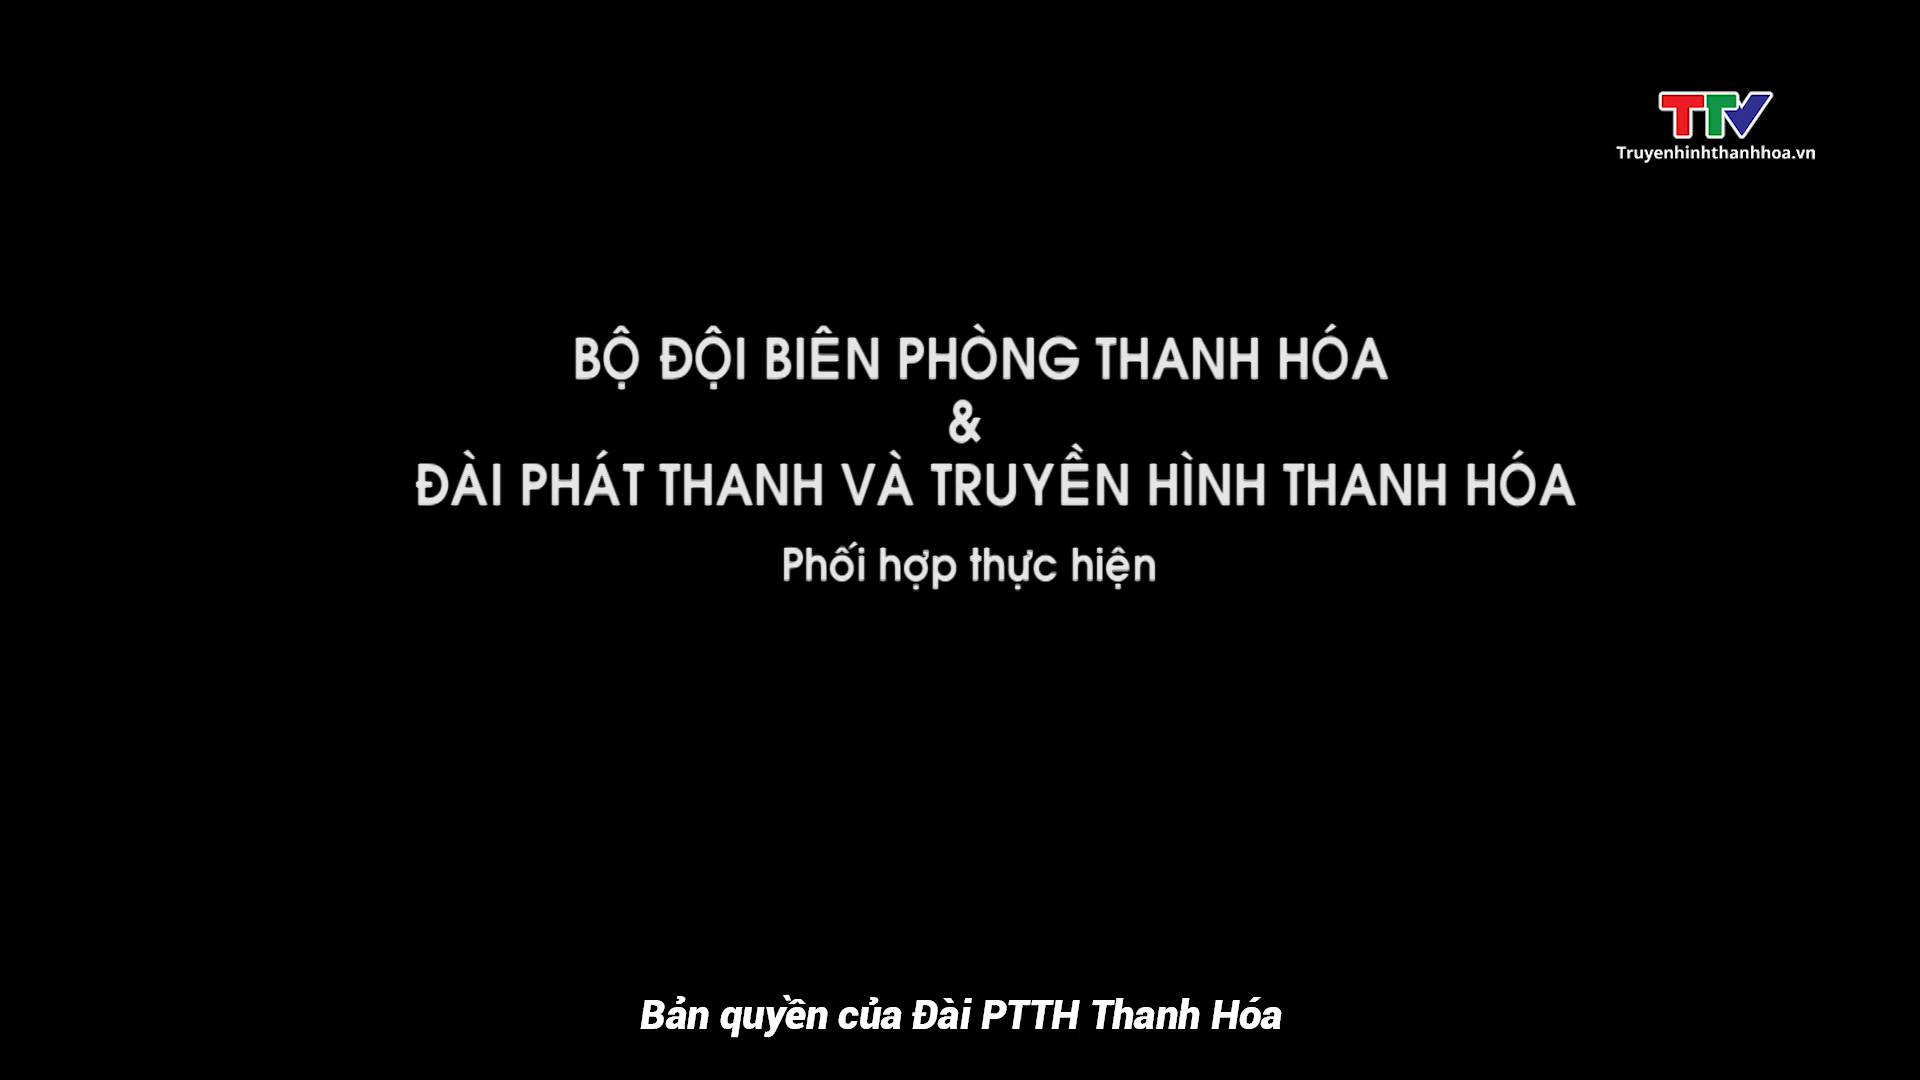 TTV
Truyenhinhthanhhoa.vn
BỘ ĐỘI BIÊN PHÒNG THANH HÓA
&
ĐÀI PHÁT THANH VÀ TRUYỀN HÌNH THANH HÓA
Phối hợp thực hiện
Bản quyền của Đài PTTH Thanh Hóa